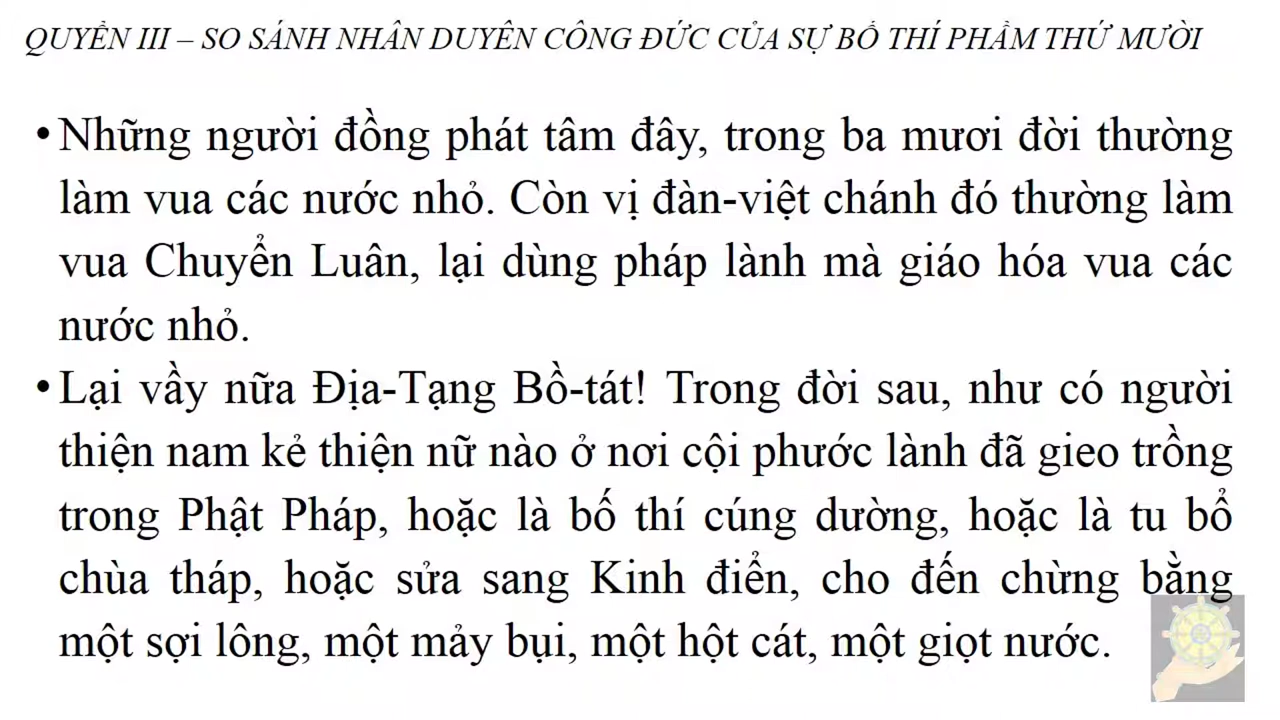 QUYỂN III – SO SÁNH NHÂN DUYÊN CÔNG ĐỨC CỦA SỰ BỐ THÍ PHẨM THỨ MƯỜI
• Những người đồng phát tâm đây, trong ba mươi đời thường
làm vua các nước nhỏ. Còn vị đàn-việt chánh đó thường làm
vua Chuyển Luân, lại dùng pháp lành mà giáo hóa vua các
nước nhỏ.
• Lại vầy nữa Địa-Tạng Bồ-tát! Trong đời sau, như có người
thiện nam kẻ thiện nữ nào ở nơi cội phước lành đã gieo trồng
trong Phật Pháp, hoặc là bố thí cúng dường, hoặc là tu bổ
chùa tháp, hoặc sửa sang Kinh điển, cho đến chừng bằng
một sợi lông, một mảy bụi, một hột cát, một giọt nước.